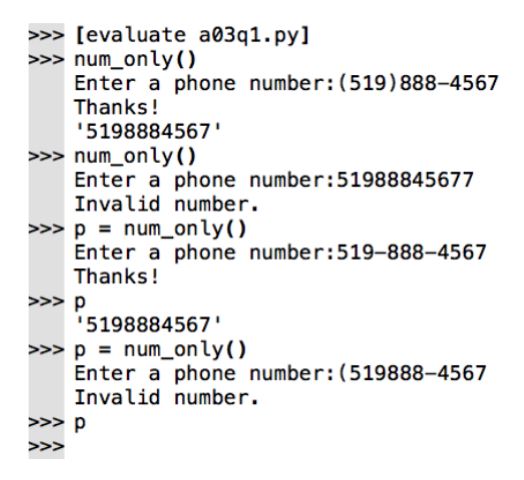 >>> [evaluate a03q1.py]
>>> num_only()
Enter a phone number:(519)888-4567
Thanks!
'5198884567'
>>> num_only()
Enter a phone number:51988845677
Invalid number.
>>> p = num_only()
Enter a phone number:519-888-4567
Thanks!
>>> p
'5198884567'
>>> p = num_only()
Enter a phone number:(519888-4567
Invalid number.
>>> p
>>>